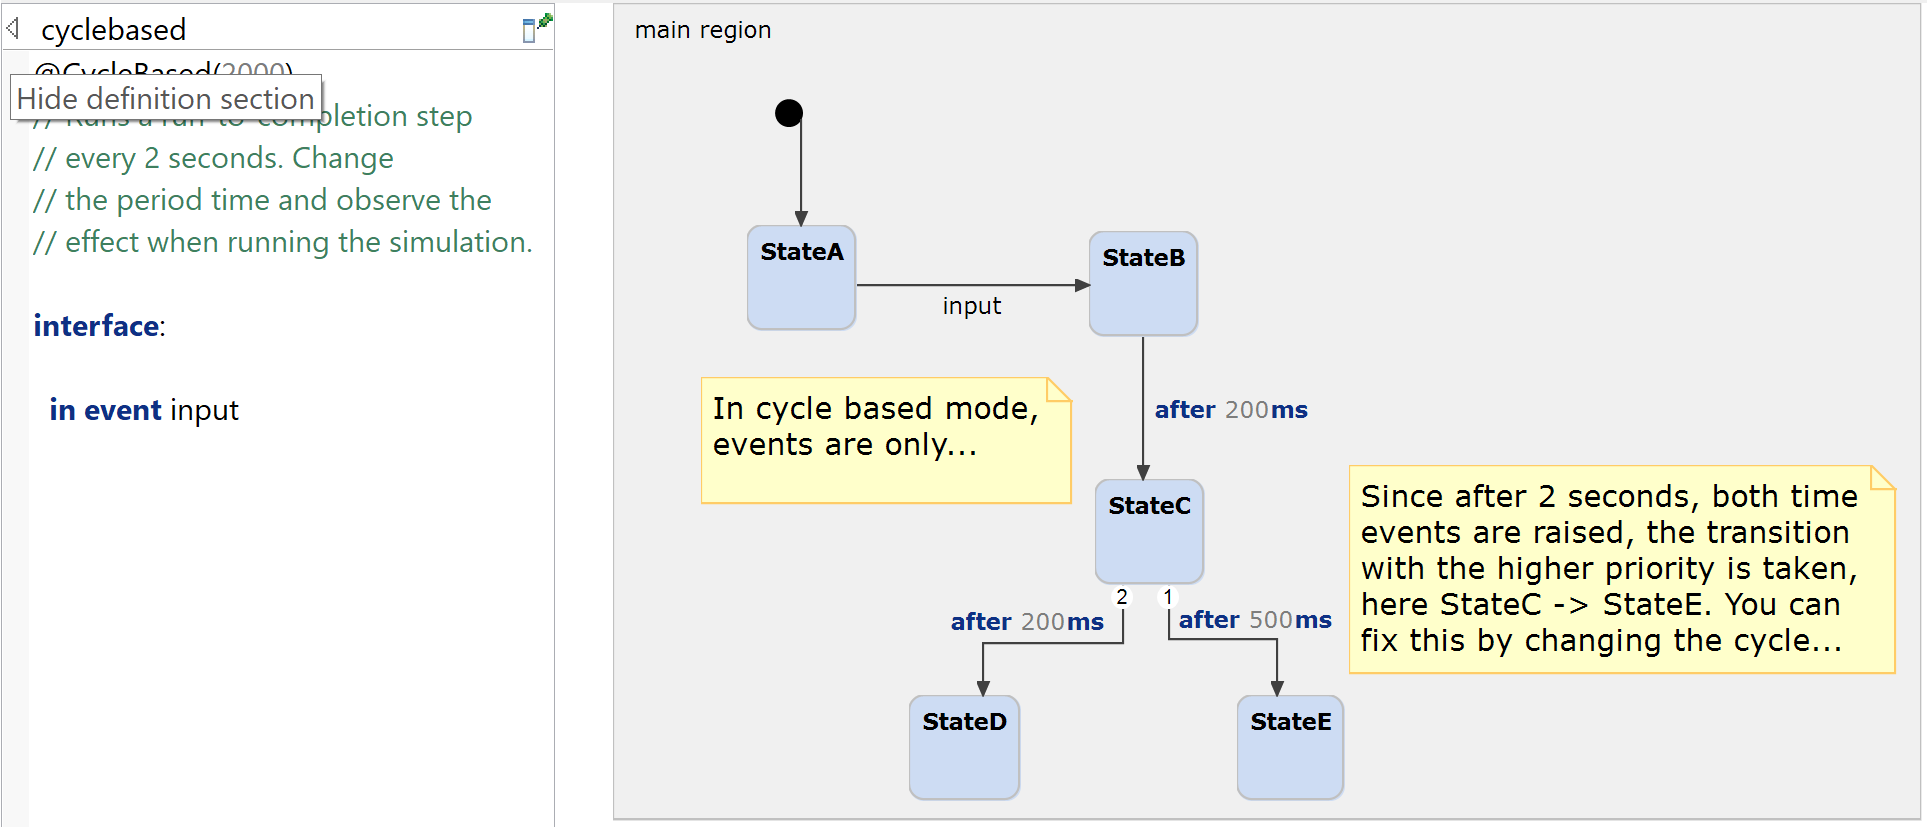 cyclebased
@CycleBased(2000)
Hide definition section
// Runs a run-to-completion step
// every 2 seconds. Change
// the period time and observe the
// effect when running the simulation.
interface:
in event input
main region
StateA
StateB
input
In cycle based mode,
events are only...
after 200ms
StateC
Since after 2 seconds, both time
events are raised, the transition
with the higher priority is taken,
here StateC -> StateE. You can
fix this by changing the cycle...
2
1
after 200ms
after 500ms
StateD
StateE